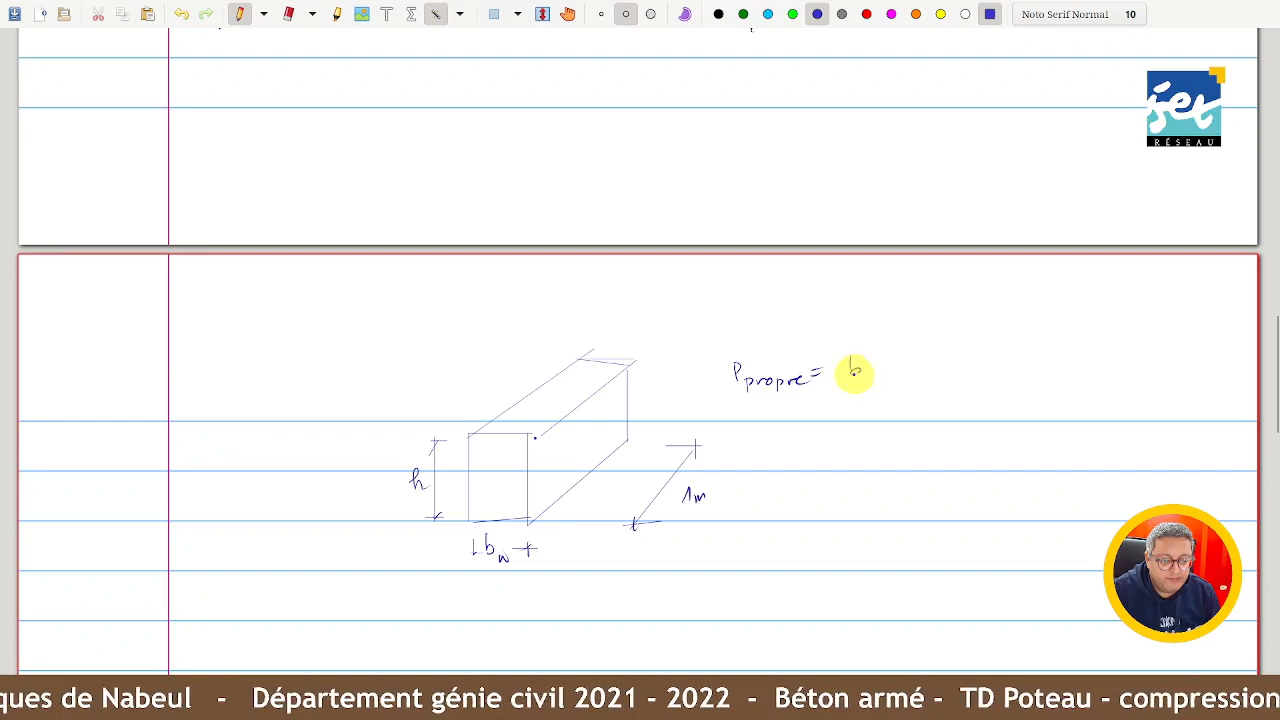 Noto Serif Normal 10
iset
RÉSEAU
P propre = b
h
1m
b w
ques de Nabeul - Département génie civil 2021 - 2022 - Béton armé - TD Poteau - compression